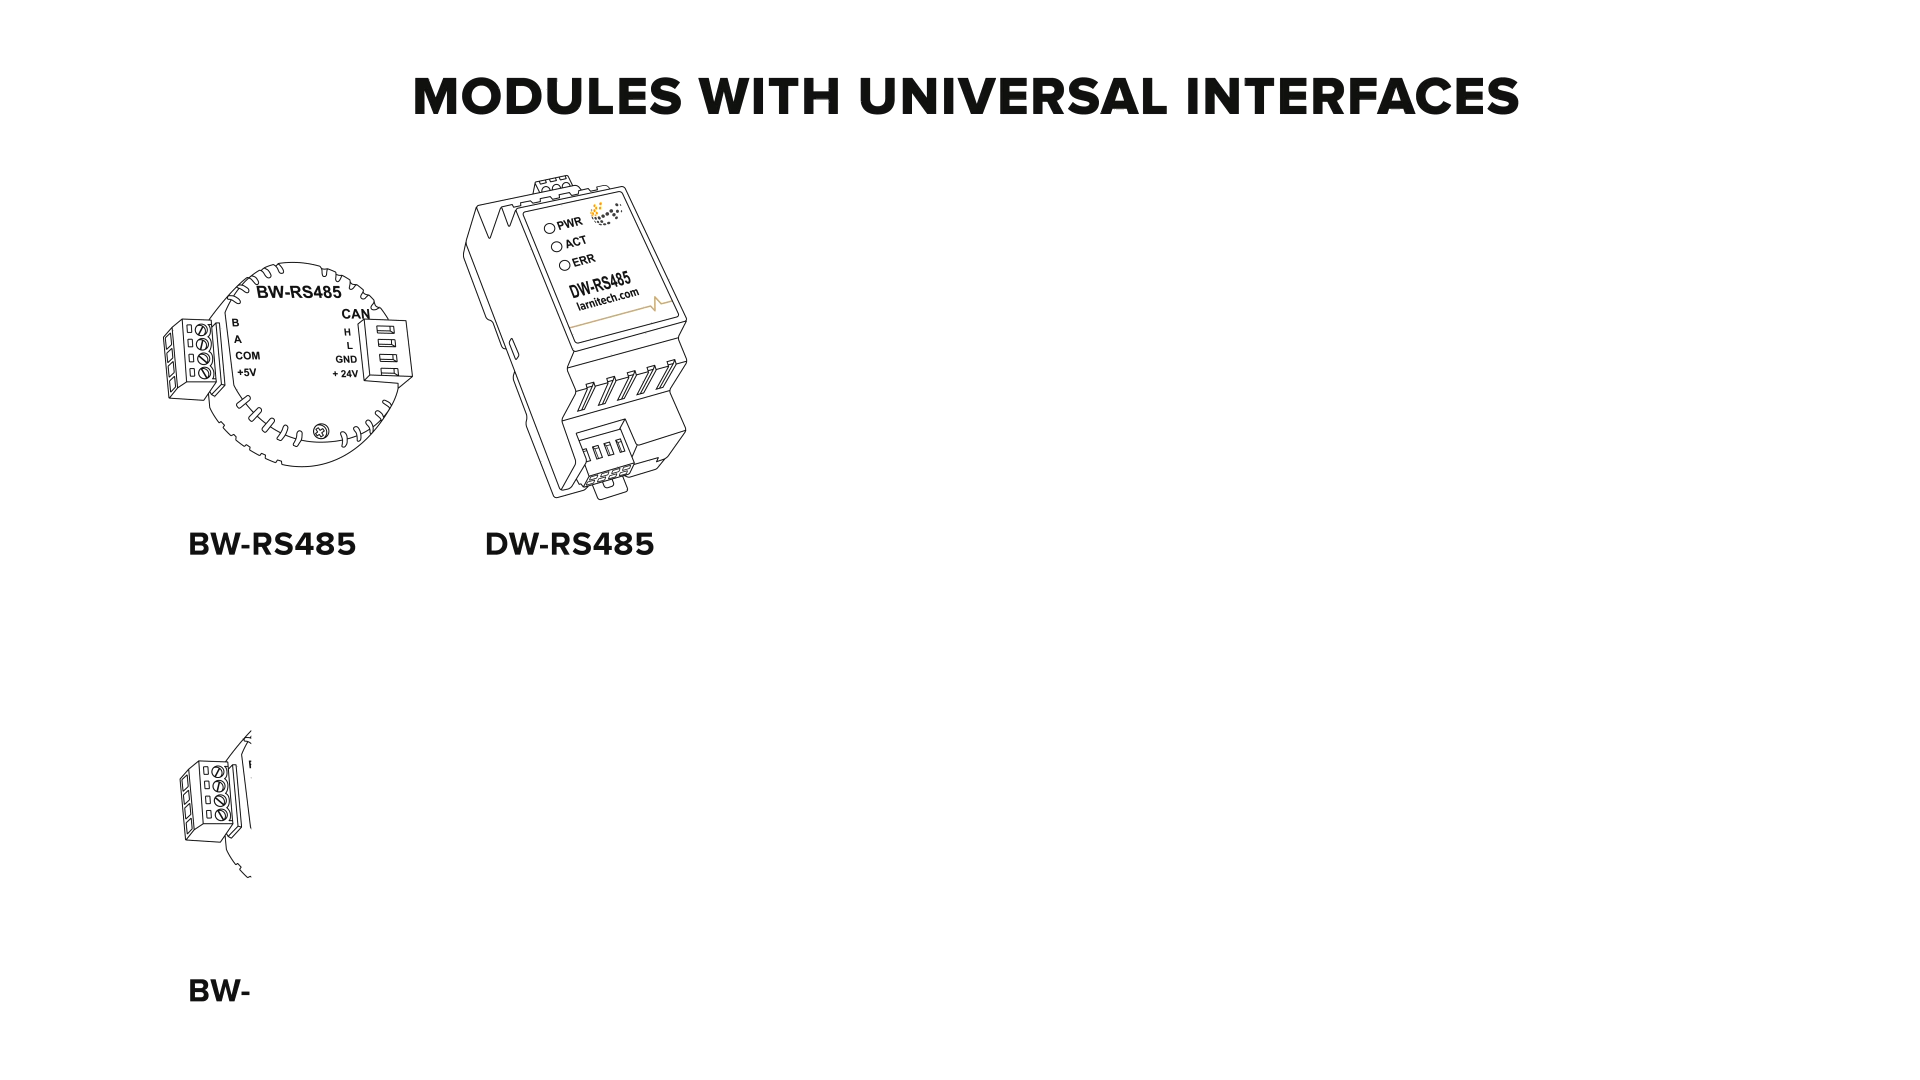 MODULES WITH UNIVERSAL INTERFACES
BW-RS485
CAN
B
H
A
L
COM
GND
+5V
+ 24V
PWR
ACT
ERR
DW-RS485
larnitech.com
BW-RS485
DW-RS485
BW-